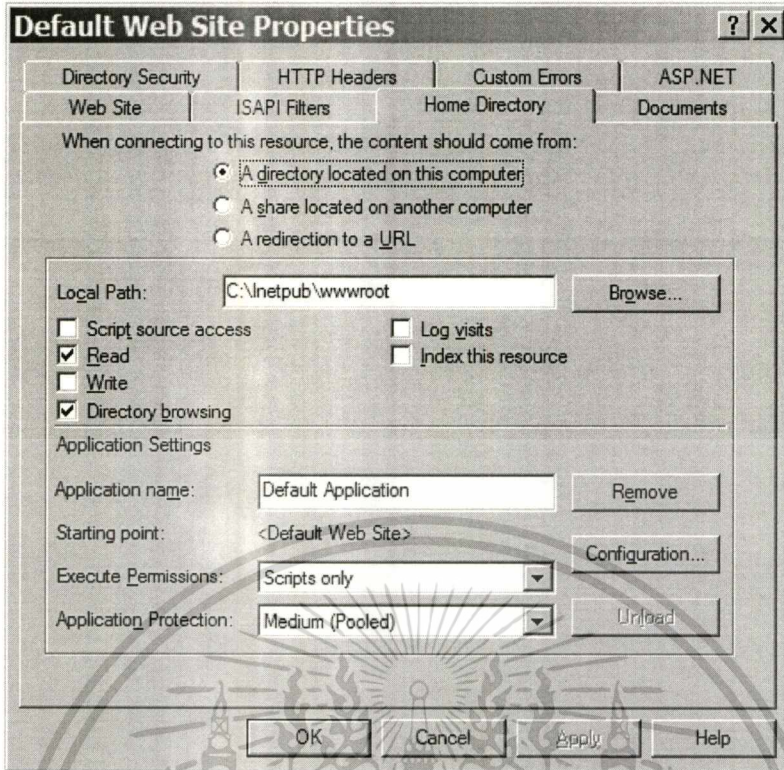 Default Web Site Properties
Directory Security HTTP Headers Custom Errors ASP.NET
Web Site ISAPI Filters Home Directory Documents
When connecting to this resource, the content should come from:
A directory located on this computer
A share located on another computer
A redirection to a URL
Local Path: C:\Inetpub\wwwroot Browse...
Script source access Log visits
Read Index this resource
Write
Directory browsing
Application Settings
Application name: Default Application Remove
Starting point: <Default Web Site>
Configuration...
Execute Permissions: Scripts only
Application Protection: Medium (Pooled) Unload
OK Cancel Apply Help